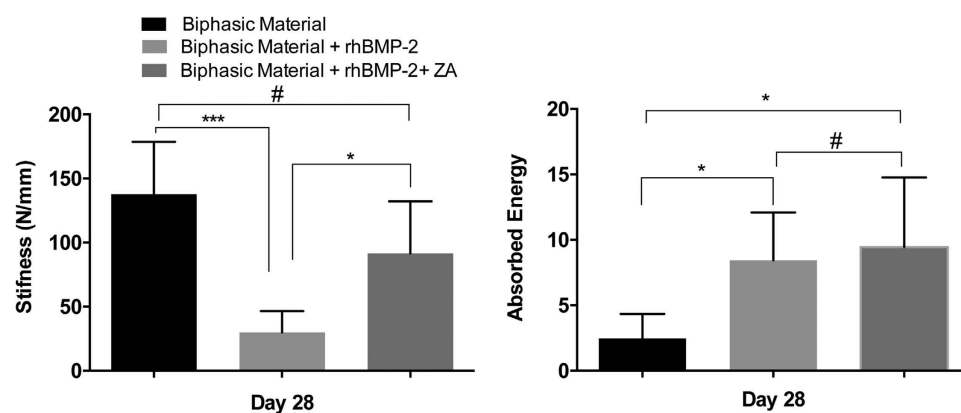 Biphasic Material
Biphasic Material + rhBMP-2
Biphasic Material + rhBMP-2+ ZA
Stifness (N/mm)
200
150
100
50
0
#
***
*
Day 28
Absorbed Energy
20
15
10
5
0
*
*
#
Day 28